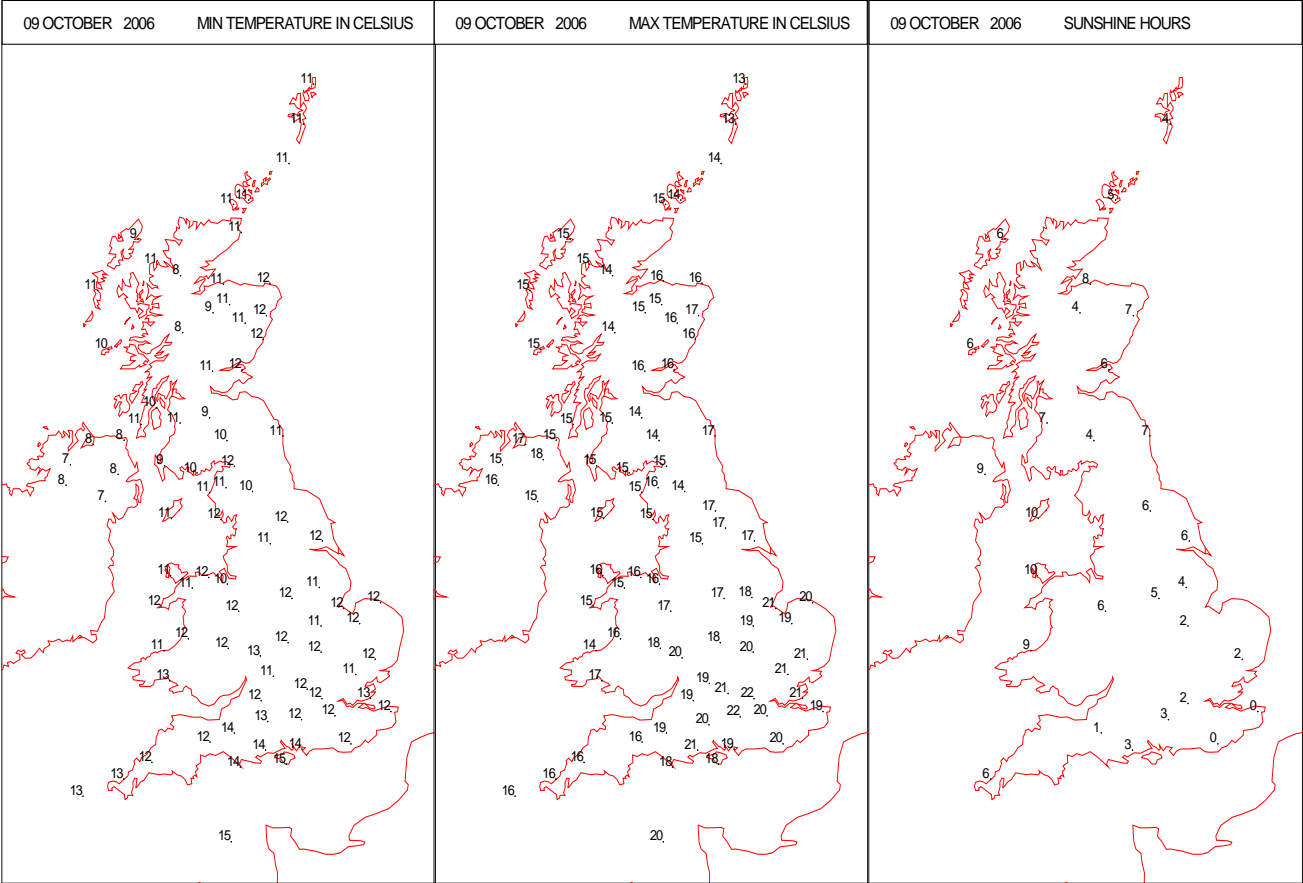 09 OCTOBER 2006 MIN TEMPERATURE IN CELSIUS
09 OCTOBER 2006 MAX TEMPERATURE IN CELSIUS
09 OCTOBER 2006 SUNSHINE HOURS
11 13
11 13 4
11 14
11 11 15 14 5
11
9 15 6
11 8 15 14
11 11 12 15 16 16 8
11 15
9 12 15 17 4 7
11 16
8 12 14 16
10 15 6
11 12 16 16 6
10
9 14
11 11 15 15 7
8 8 10 11 17 15 14 17 4 7
7 9 12 15 18 15 15
8 10 15 9
8 11 16 16
11 10 15 14
7 15
11 12 12 15 15 17 10 6
17
11 12 15 17 6
11 12 16 16 10
11 10 11 15 16 4
12 17 18 5
12 12 12 12 15 17 21 20 6
11 12 19 19 2
12 12 16 18
11 12 12 14 18 20 9
13 12 20 21 2
13 11 11 17 19 21
12 12 12 13 19 21 22 21 2
12 12 22 20 19 0
13 12 20 3
14 12 19 1
12 14 14 12 16 21 19 20 3 0
12 14 15 16 18 18
13 16 6
13 16
15 20